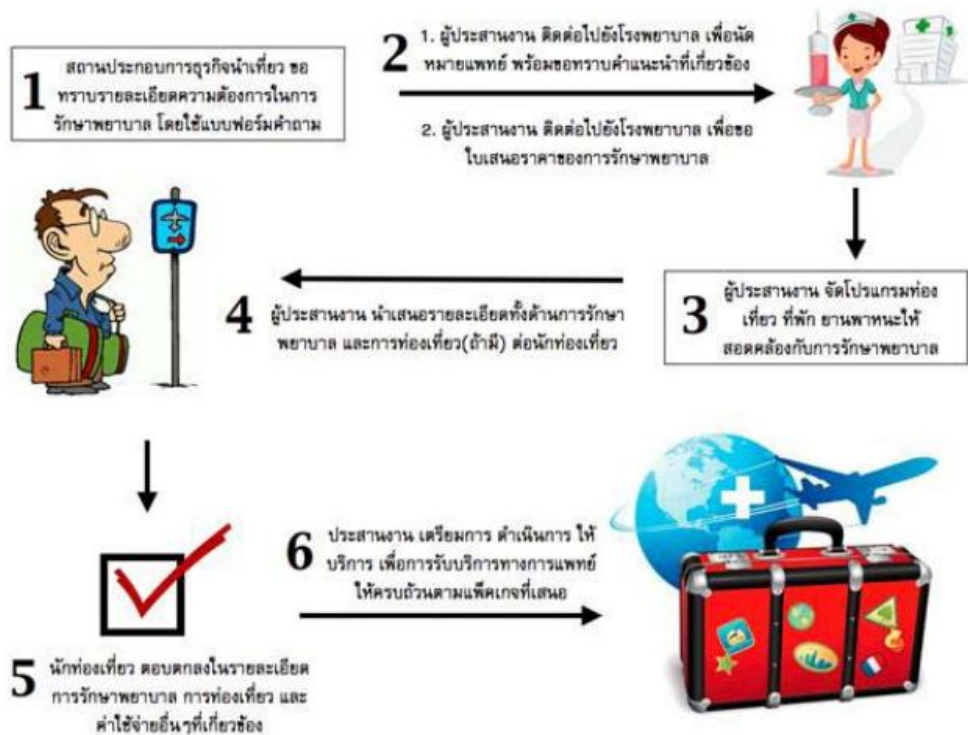 1
สถานประกอบการธุรกิจนำเที่ยว ขอ
ทราบรายละเอียดความต้องการในการ
รักษาพยาบาล โดยใช้แบบฟอร์มคำถาม
2
1. ผู้ประสานงาน ติดต่อไปยังโรงพยาบาล เพื่อนัด
หมายแพทย์ พร้อมขอทราบคำแนะนำที่เกี่ยวข้อง
2. ผู้ประสานงาน ติดต่อไปยังโรงพยาบาล เพื่อขอ
ใบเสนอราคาของการรักษาพยาบาล
3
ผู้ประสานงาน จัดโปรแกรมท่อง
เที่ยว ที่พัก ยานพาหนะให้
สอดคล้องกับการรักษาพยาบาล
4
ผู้ประสานงาน นำเสนอรายละเอียดทั้งด้านการรักษา
พยาบาล และการท่องเที่ยว(ถ้ามี) ต่อนักท่องเที่ยว
5
นักท่องเที่ยว ตอบตกลงในรายละเอียด
การรักษาพยาบาล การท่องเที่ยว และ
ค่าใช้จ่ายอื่นๆที่เกี่ยวข้อง
6
ประสานงาน เตรียมการ ดำเนินการ ให้
บริการ เพื่อการรับบริการทางการแพทย์
ให้ครบถ้วนตามแพ็คเกจที่เสนอ